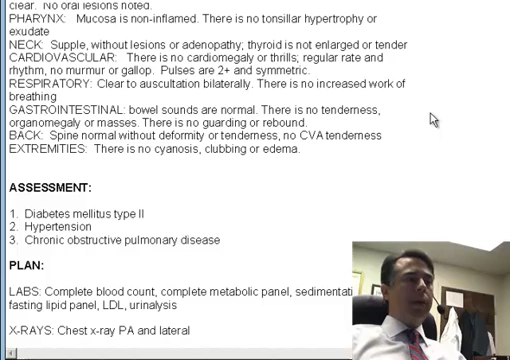 clear. No oral lesions noted.
PHARYNX: Mucosa is non-inflamed. There is no tonsillar hypertrophy or
exudate
NECK: Supple, without lesions or adenopathy; thyroid is not enlarged or tender
CARDIOVASCULAR: There is no cardiomegaly or thrills; regular rate and
rhythm, no murmur or gallop. Pulses are 2+ and symmetric.
RESPIRATORY: Clear to auscultation bilaterally. There is no increased work of
breathing
GASTROINTESTINAL: bowel sounds are normal. There is no tenderness,
organomegaly or masses. There is no guarding or rebound.
BACK: Spine normal without deformity or tenderness, no CVA tenderness
EXTREMITIES: There is no cyanosis, clubbing or edema.
ASSESSMENT:
1. Diabetes mellitus type II
2. Hypertension
3. Chronic obstructive pulmonary disease
PLAN:
LABS: Complete blood count, complete metabolic panel, sedimentati
fasting lipid panel, LDL, urinalysis
X-RAYS: Chest x-ray PA and lateral